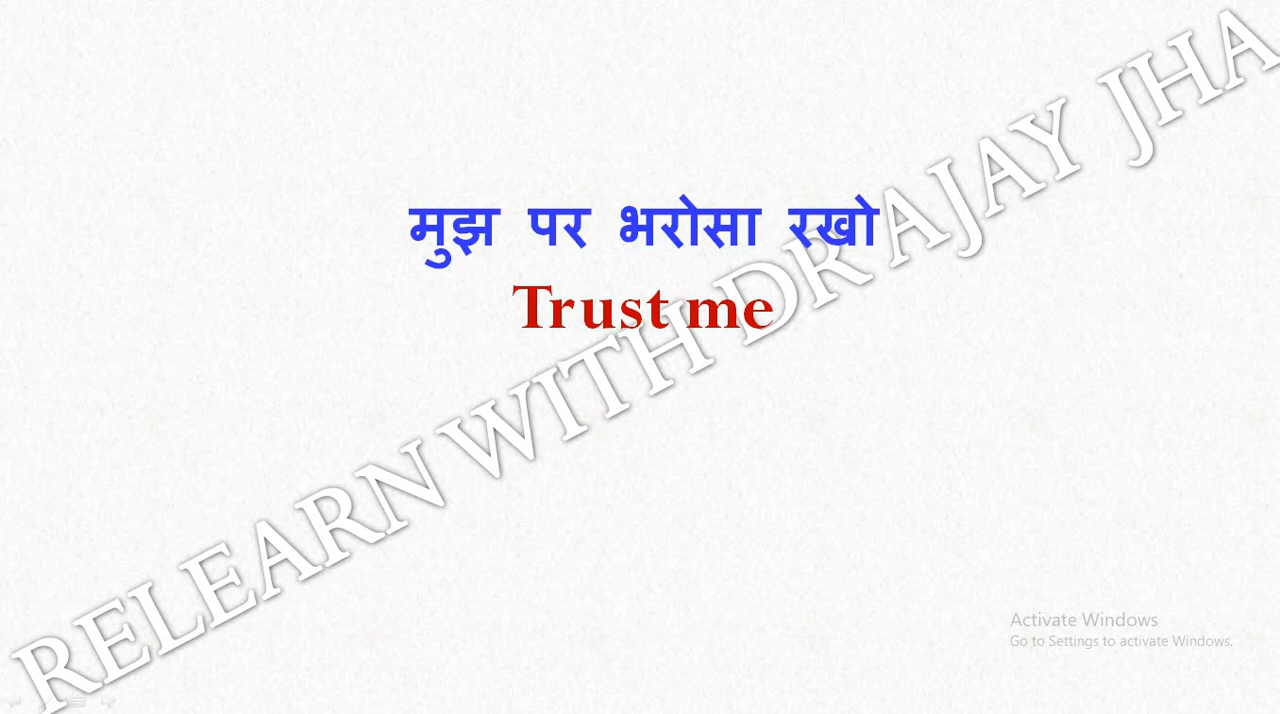 मुझ पर भरोसा रखो
Trust me
RELEARN WITH DR AJAY JHA
Activate Windows
Go to Settings to activate Windows.